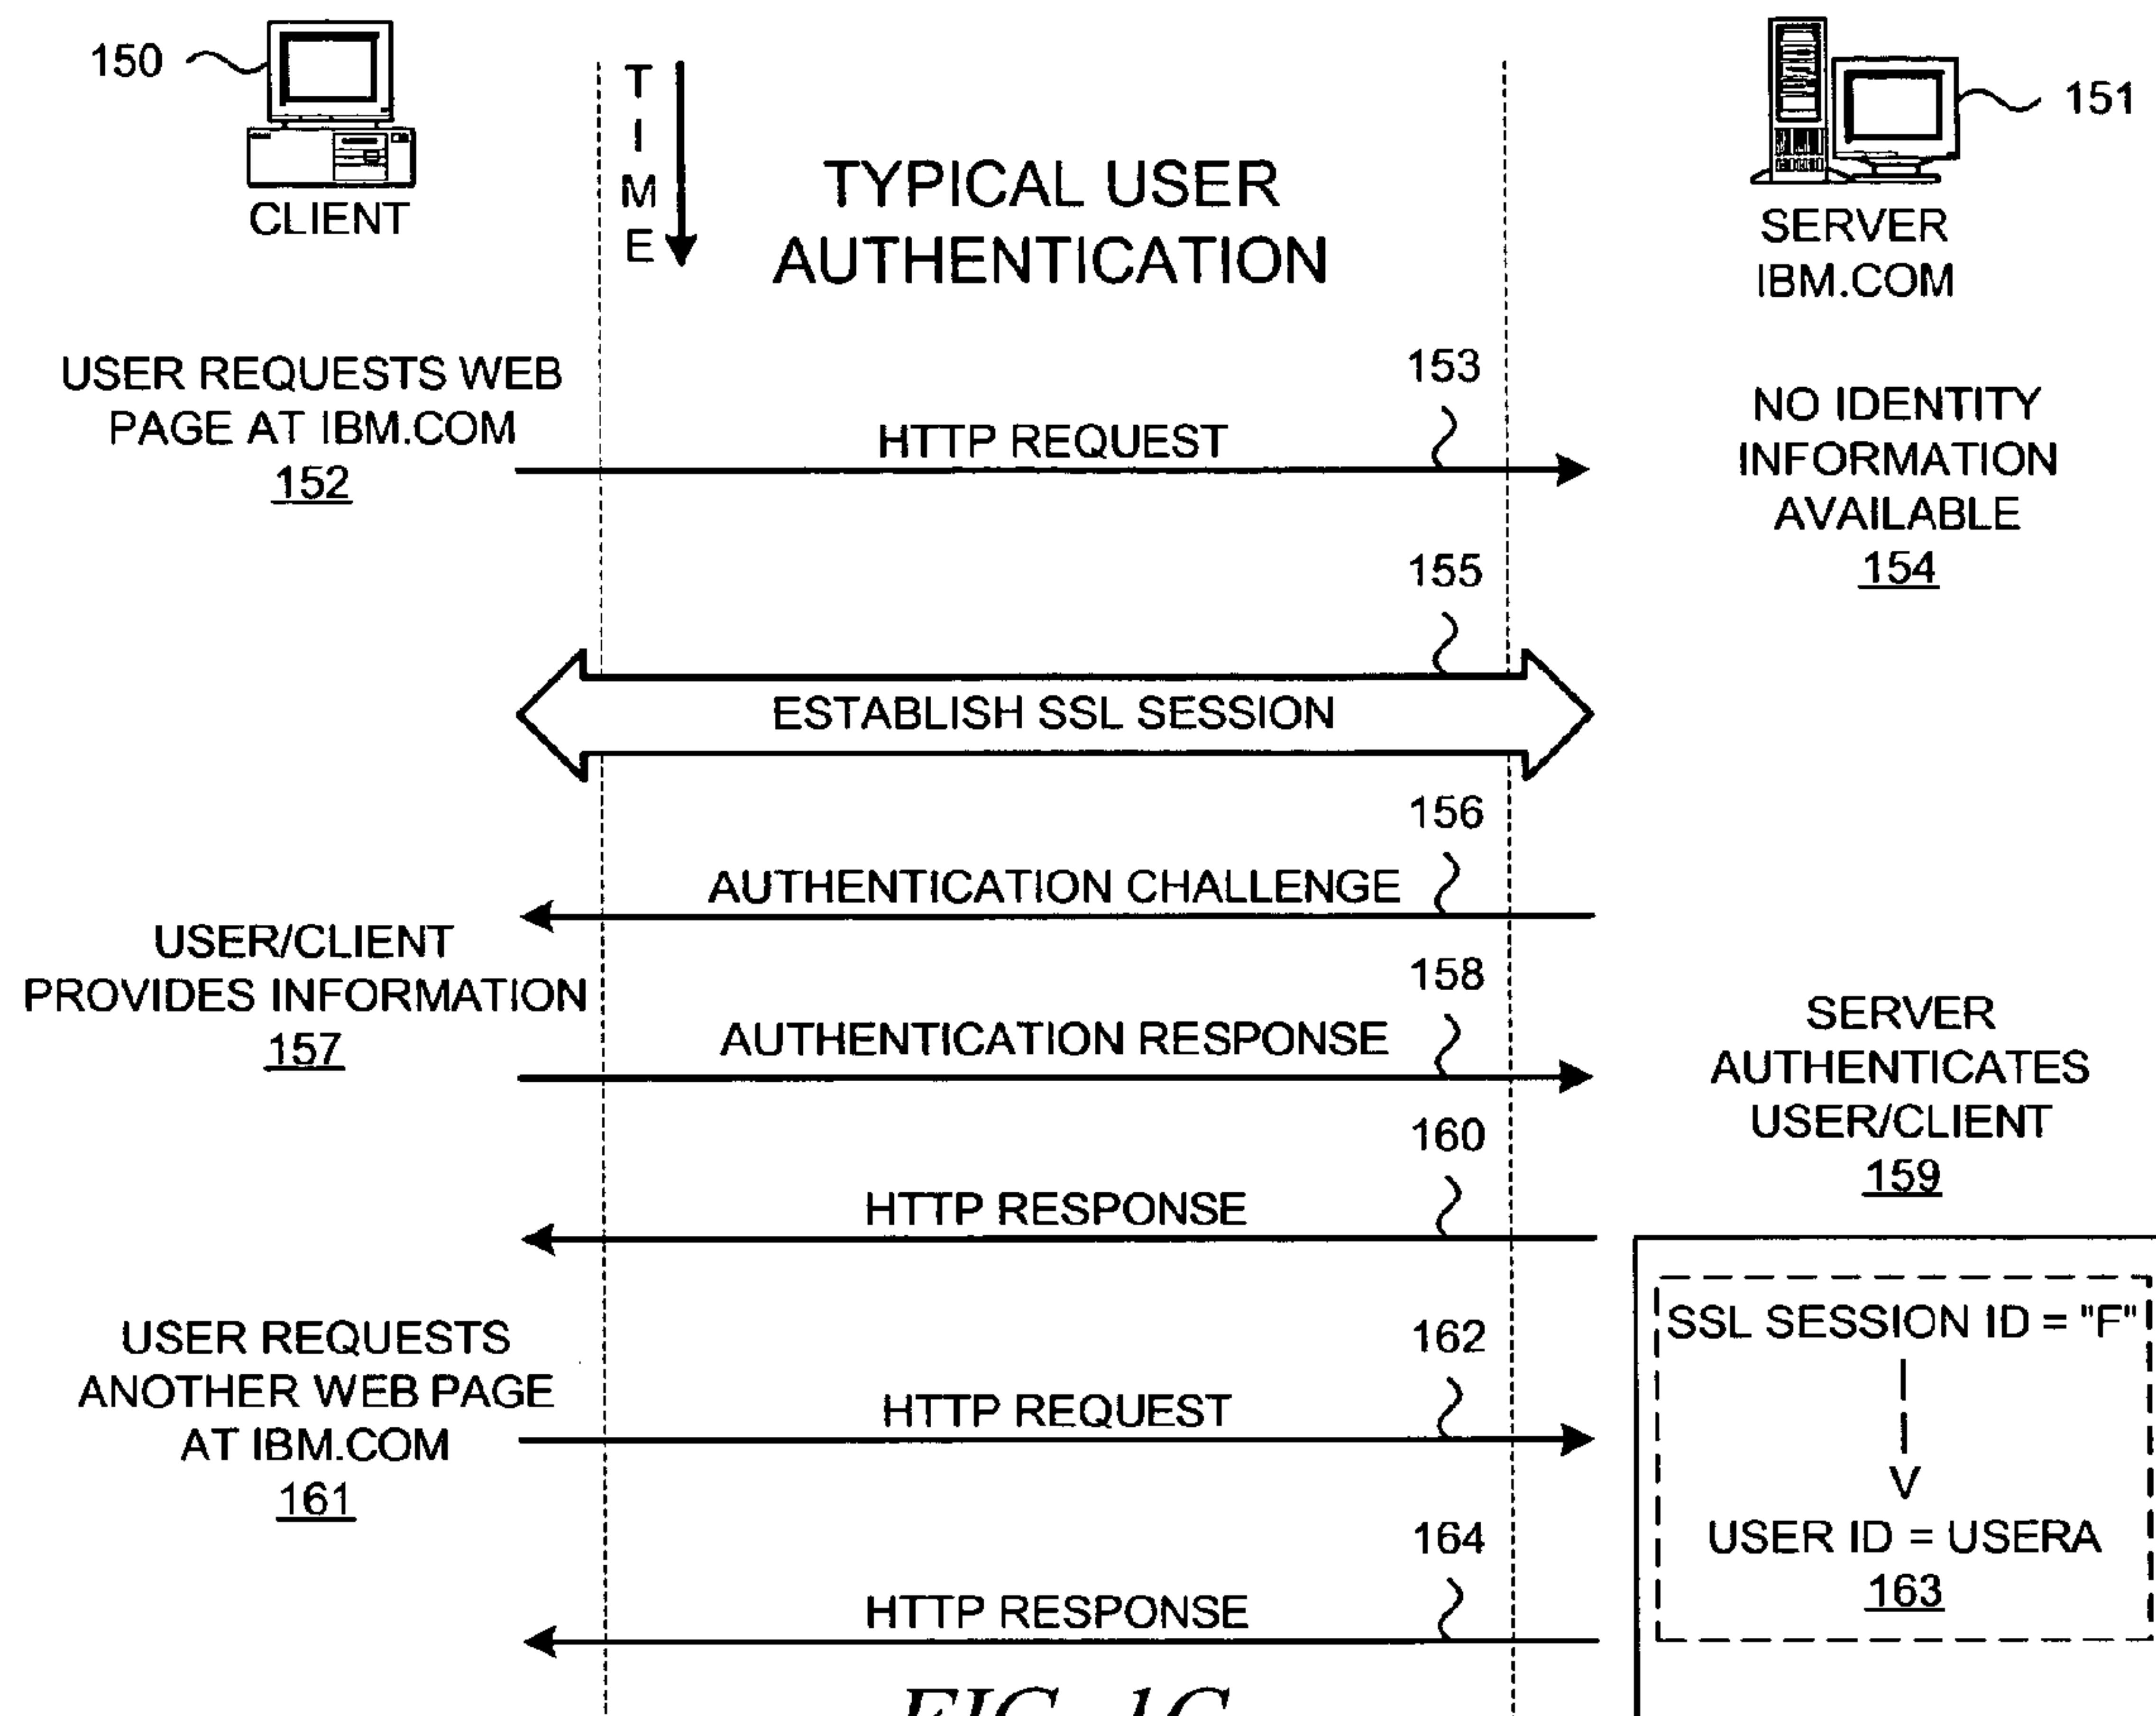 150
CLIENT
TIME
TYPICAL USER
AUTHENTICATION
151
SERVER
IBM.COM
USER REQUESTS WEB
PAGE AT IBM.COM
152
HTTP REQUEST
153
NO IDENTITY
INFORMATION
AVAILABLE
154
155
ESTABLISH SSL SESSION
156
AUTHENTICATION CHALLENGE
USER/CLIENT
PROVIDES INFORMATION
157
158
AUTHENTICATION RESPONSE
SERVER
AUTHENTICATES
USER/CLIENT
159
160
HTTP RESPONSE
USER REQUESTS
ANOTHER WEB PAGE
AT IBM.COM
161
162
HTTP REQUEST
SSL SESSION ID = "F"
|
|
V
USER ID = USERA
163
164
HTTP RESPONSE
FIG. 1C